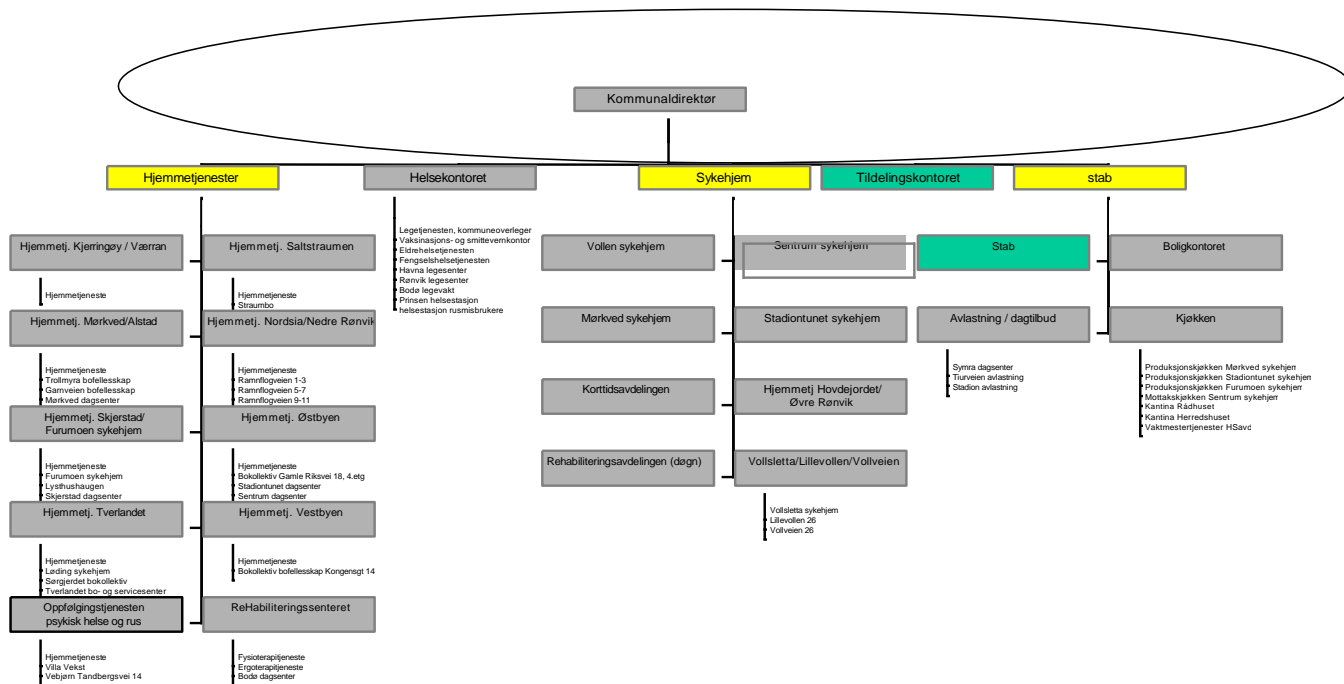 Kommunaldirektør
Hjemmetjenester
Helsekontoret
Sykehjem
Tildelingskontoret
stab
Hjemmetj. Kjerringøy / Værran
Hjemmetjeneste
Hjemmetj. Saltstraumen
Hjemmetjeneste
Straumbo
Hjemmetj. Mørkved/Alstad
Hjemmetjeneste
Trollmyra bofellesskap
Garnveien bofellesskap
Mørkved dagsenter
Hjemmetj. Nordsia/Nedre Rønvik
Hjemmetjeneste
Ramnflogveien 1-3
Ramnflogveien 5-7
Ramnflogveien 9-11
Hjemmetj. Skjerstad/
Furumoen sykehjem
Hjemmetjeneste
Furumoen sykehjem
Lysthushaugen
Skjerstad dagsenter
Hjemmetj. Østbyen
Hjemmetjeneste
Bokollektiv Gamle Riksvei 18, 4.etg
Stadiontunet dagsenter
Sentrum dagsenter
Hjemmetj. Tverlandet
Hjemmetjeneste
Løding sykehjem
Sørgjerdet bokollektiv
Tverlandet bo- og servicesenter
Hjemmetj. Vestbyen
Hjemmetjeneste
Bokollektiv bofellesskap Kongensgt 14
Oppfølgingstjenesten
psykisk helse og rus
Hjemmetjeneste
Villa Vekst
Vebjørn Tandbergsvei 14
ReHabiliteringssenteret
Fysioterapitjeneste
Ergoterapitjeneste
Bodø dagsenter
Legetjenesten, kommuneoverleger
Vaksinasjons- og smittevernkontor
Eldrehelsetjenesten
Fengselshelsetjenesten
Havna legesenter
Rønvik legesenter
Bodø legevakt
Prinsen helsestasjon
helsestasjon rusmisbrukere
Vollen sykehjem
Sentrum sykehjem
Mørkved sykehjem
Stadiontunet sykehjem
Korttidsavdelingen
Hjemmetj Hovdejordet/
Øvre Rønvik
Rehabiliteringsavdelingen (døgn)
Vollsletta/Lillevollen/Vollveien
Vollsletta sykehjem
Lillevollen 26
Vollveien 26
Stab
Boligkontoret
Avlastning / dagtilbud
Symra dagsenter
Tiurveien avlastning
Stadion avlastning
Kjøkken
Produksjonskjøkken Mørkved sykehjem
Produksjonskjøkken Stadiontunet sykehjem
Produksjonskjøkken Furumoen sykehjem
Mottakskjøkken Sentrum sykehjem
Kantina Rådhuset
Kantina Herredshuset
Vaktmestertjenester HSavd